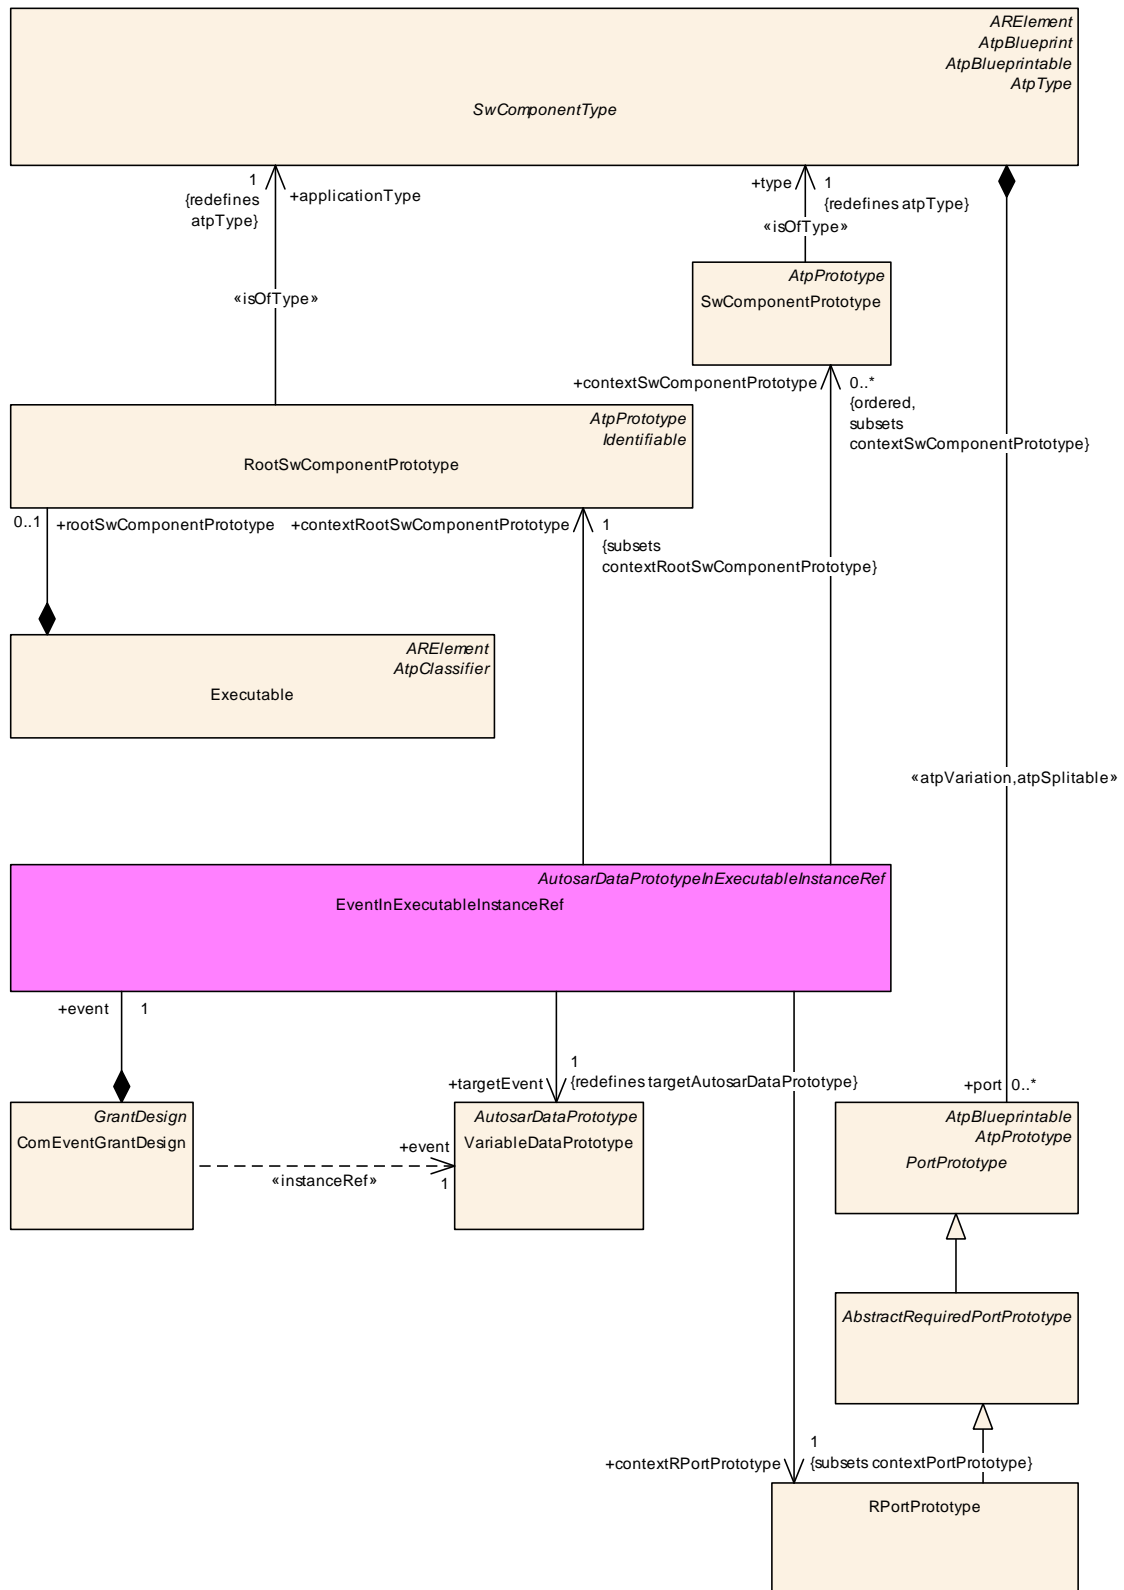 ARElement
AtpBlueprint
AtpBlueprintable
AtpType
SwComponentType
1
{redefines
atpType}
+applicationType
+type
1
{redefines atpType}
«isOfType»
AtpPrototype
SwComponentPrototype
«isOfType»
+contextSwComponentPrototype
0..*
{ordered,
subsets
contextSwComponentPrototype}
AtpPrototype
Identifiable
RootSwComponentPrototype
0..1
+rootSwComponentPrototype
+contextRootSwComponentPrototype
1
{subsets
contextRootSwComponentPrototype}
ARElement
AtpClassifier
Executable
«atpVariation,atpSplitable»
AutosarDataPrototypeInExecutableInstanceRef
EventInExecutableInstanceRef
+event
1
+targetEvent
1
{redefines targetAutosarDataPrototype}
+port
0..*
GrantDesign
ComEventGrantDesign
+event
1
«instanceRef»
AutosarDataPrototype
VariableDataPrototype
AtpBlueprintable
AtpPrototype
PortPrototype
AbstractRequiredPortPrototype
+contextRPortPrototype
1
{subsets contextPortPrototype}
RPortPrototype